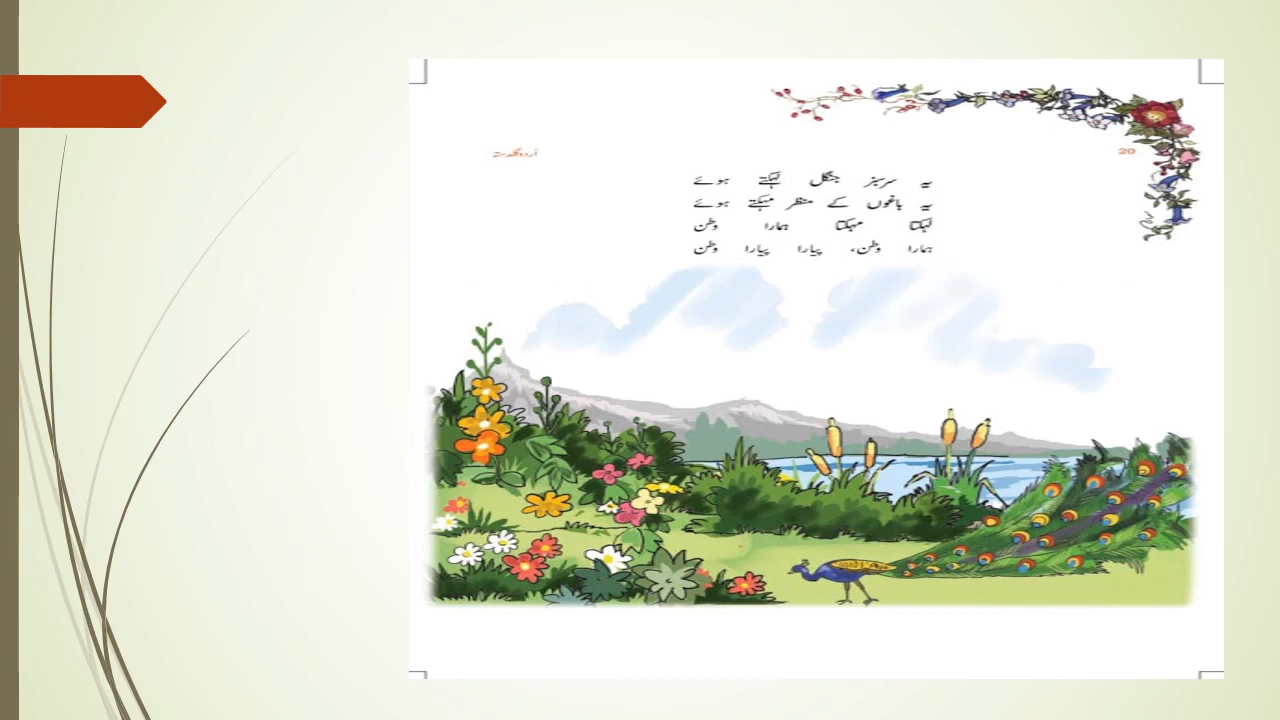 20
اردو گلدستہ
یہ سرسبز جنگل لہکتے ہوئے
یہ باغوں کے منظر مہکتے ہوئے
لہکتا مہکتا ہمارا وطن
ہمارا وطن، پیارا پیارا وطن